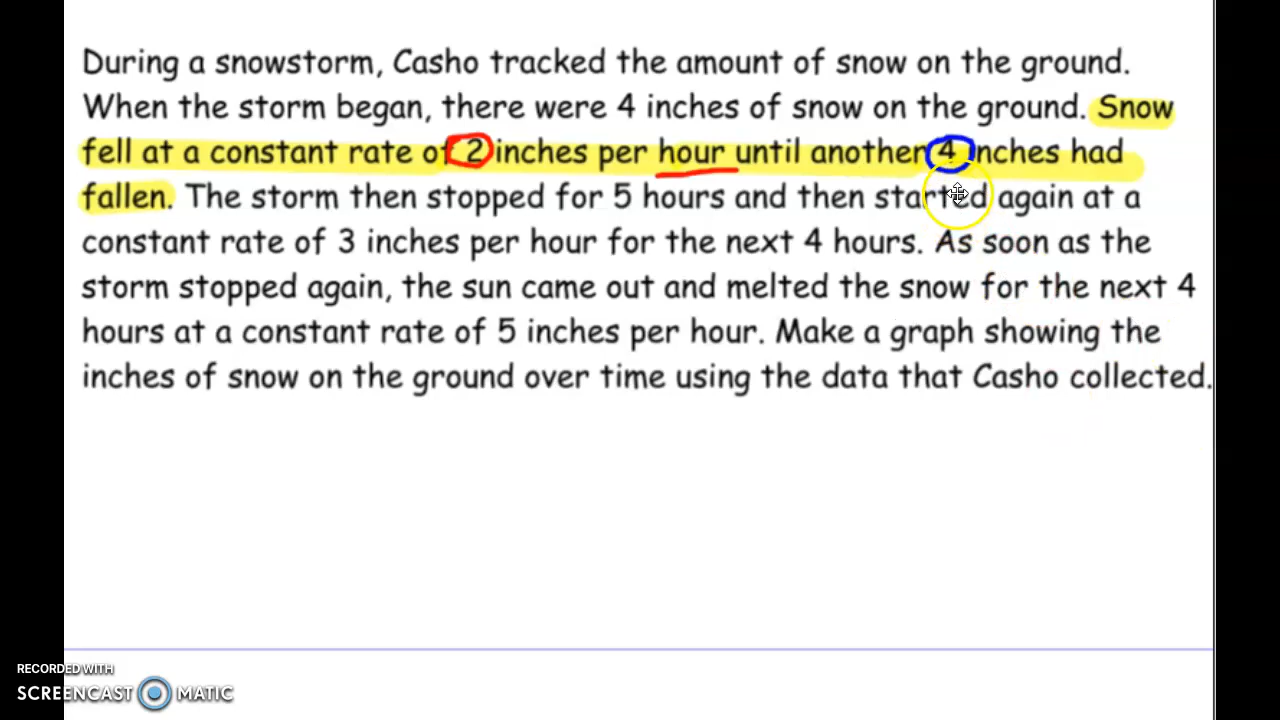 During a snowstorm, Casho tracked the amount of snow on the ground.
When the storm began, there were 4 inches of snow on the ground. Snow
fell at a constant rate of 2 inches per hour until another 4 inches had
fallen. The storm then stopped for 5 hours and then started again at a
constant rate of 3 inches per hour for the next 4 hours. As soon as the
storm stopped again, the sun came out and melted the snow for the next 4
hours at a constant rate of 5 inches per hour. Make a graph showing the
inches of snow on the ground over time using the data that Casho collected.
RECORDED WITH
SCREENCAST MATIC